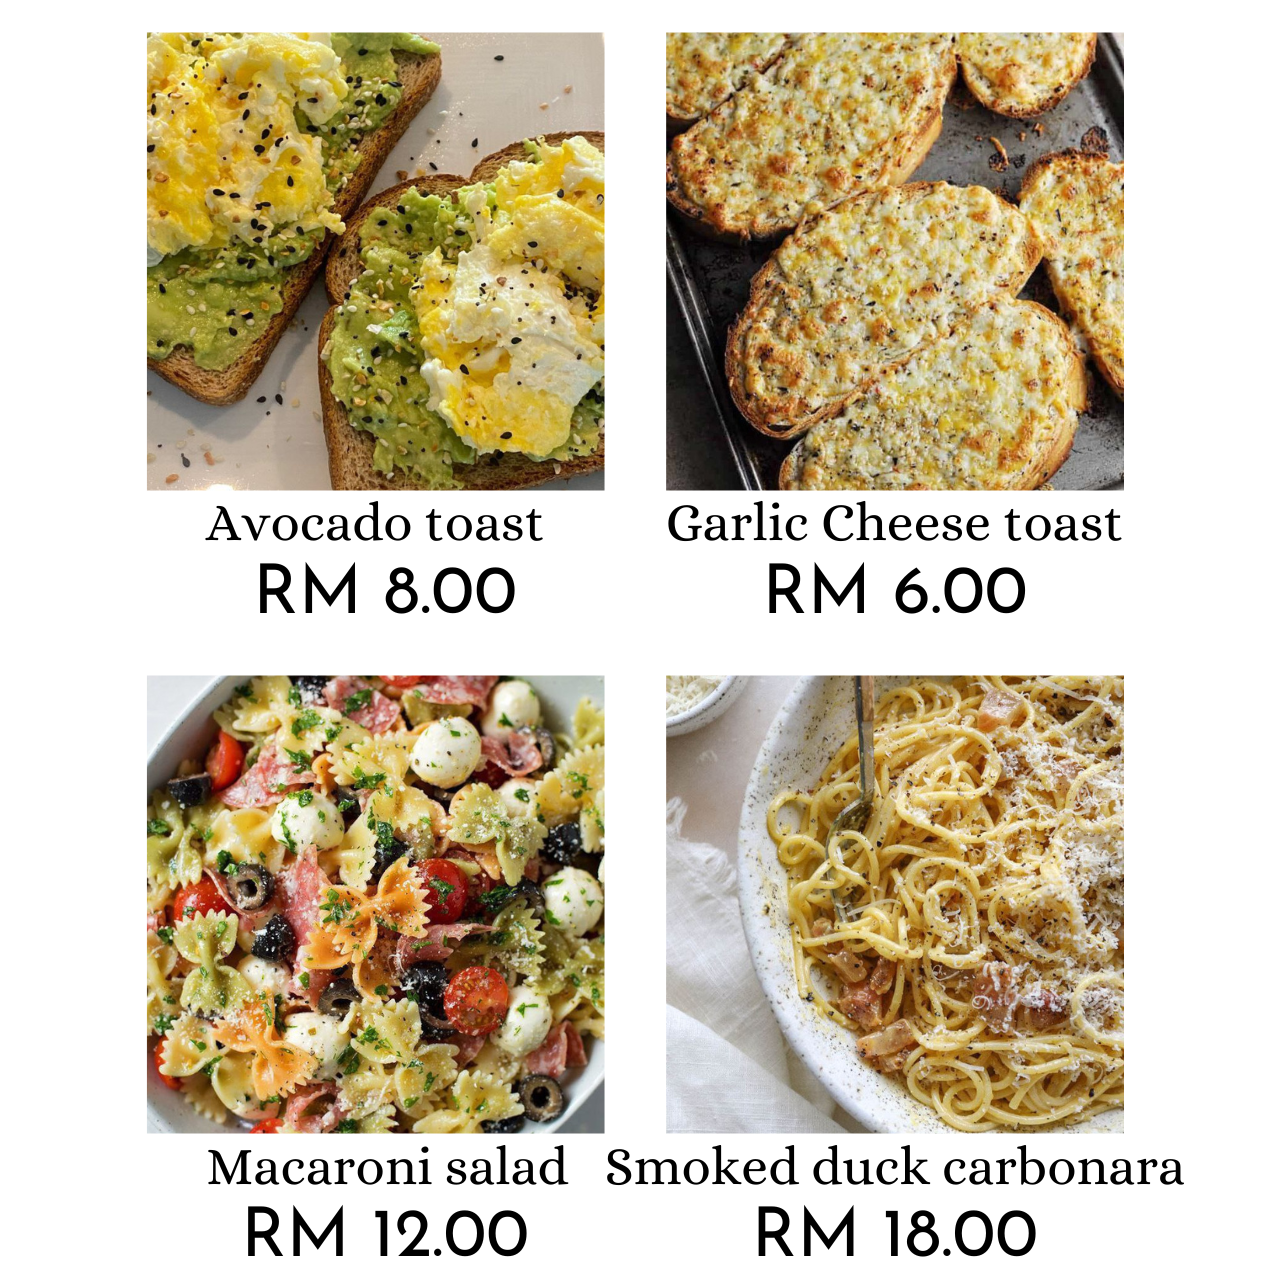 Avocado toast
RM 8.00
Garlic Cheese toast
RM 6.00
Macaroni salad
RM 12.00
Smoked duck carbonara
RM 18.00